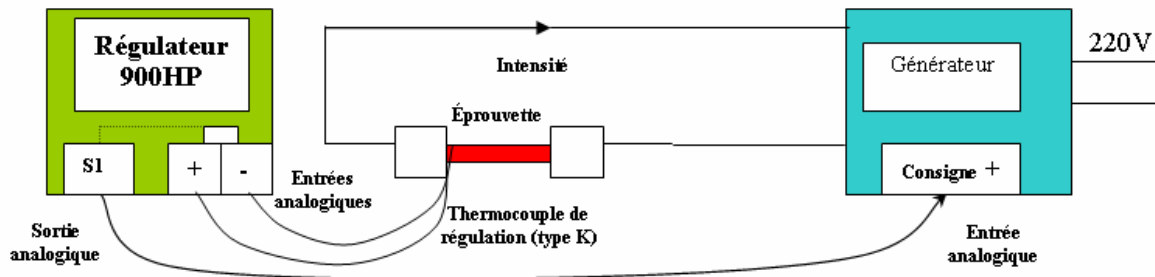 Régulateur
900HP
S1
+
-
Sortie
analogique
Entrées
analogiques
Intensité
Éprouvette
Thermocouple de
régulation (type K)
Générateur
220V
Consigne +
Entrée
analogique